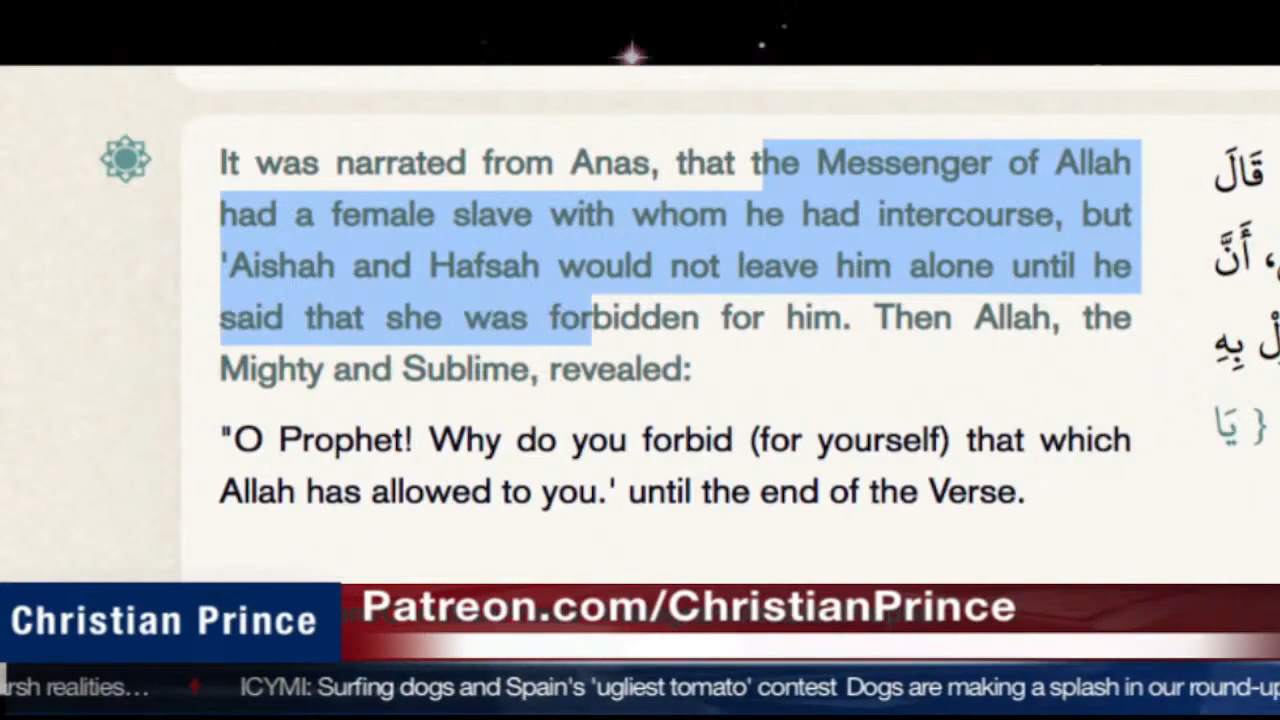 It was narrated from Anas, that the Messenger of Allah
قَالَ
had a female slave with whom he had intercourse, but
'Aishah and Hafsah would not leave him alone until he
أَنَّ
said that she was forbidden for him. Then Allah, the
بِهِ
Mighty and Sublime, revealed:
"O Prophet! Why do you forbid (for yourself) that which
{ يَا
Allah has allowed to you.' until the end of the Verse.
Christian Prince
Patreon.com/ChristianPrince
realities... ICYMI: Surfing dogs and Spain's 'ugliest tomato' contest Dogs are making a splash in our